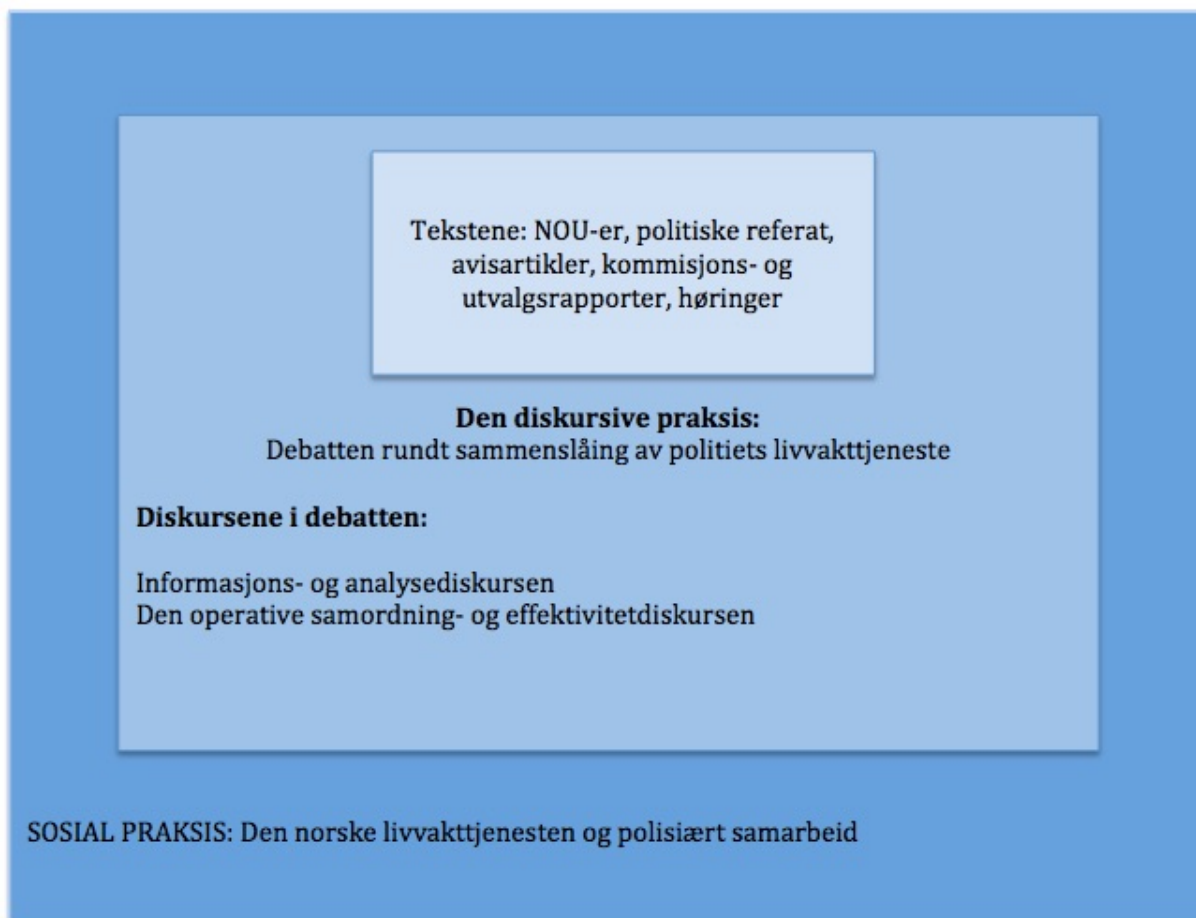 Tekstene: NOU-er, politiske referat,
avisartikler, kommisjons- og
utvalgsrapporter, høringer
Den diskursive praksis:
Debatten rundt sammenslåing av politiets livvakttjeneste
Diskursene i debatten:
Informasjons- og analysediskursen
Den operative samordning- og effektivitetdiskursen
SOSIAL PRAKSIS: Den norske livvakttjenesten og polisiært samarbeid